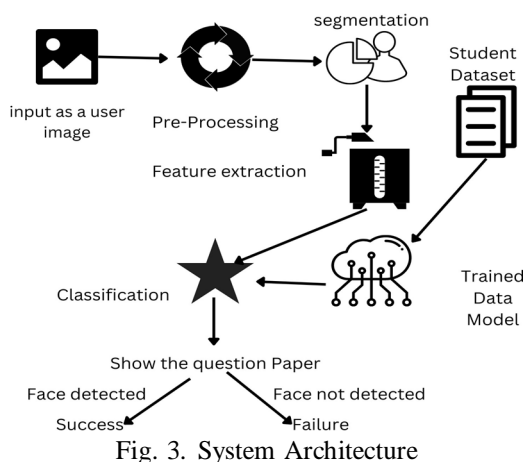 segmentation
Student
Dataset
input as a user
image
Pre-Processing
Feature extraction
Classification
Trained
Data
Model
Show the question Paper
Face detected
Face not detected
Success
Failure
Fig. 3. System Architecture